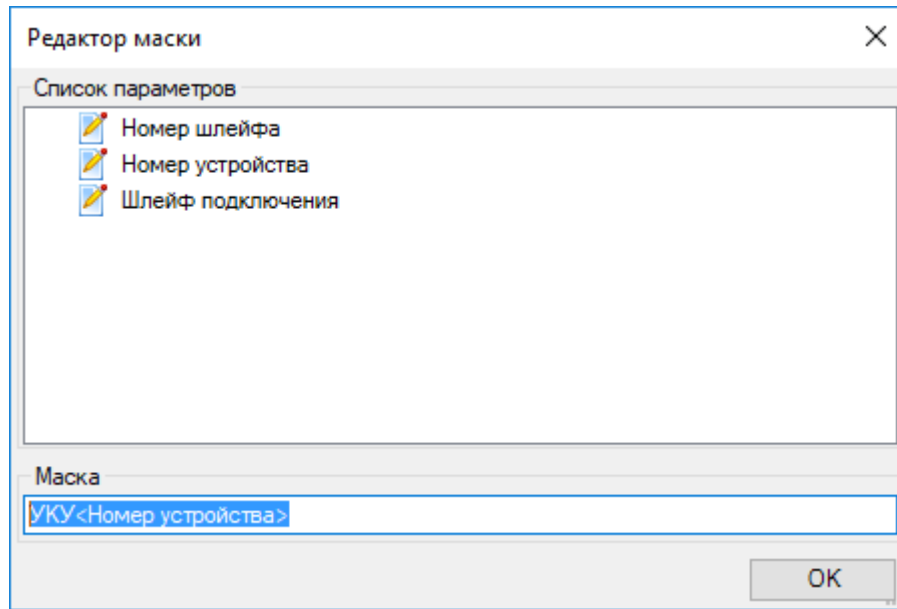 Редактор маски
Список параметров
Номер шлейфа
Номер устройства
Шлейф подключения
Маска
УКУ<Номер устройства>
OK